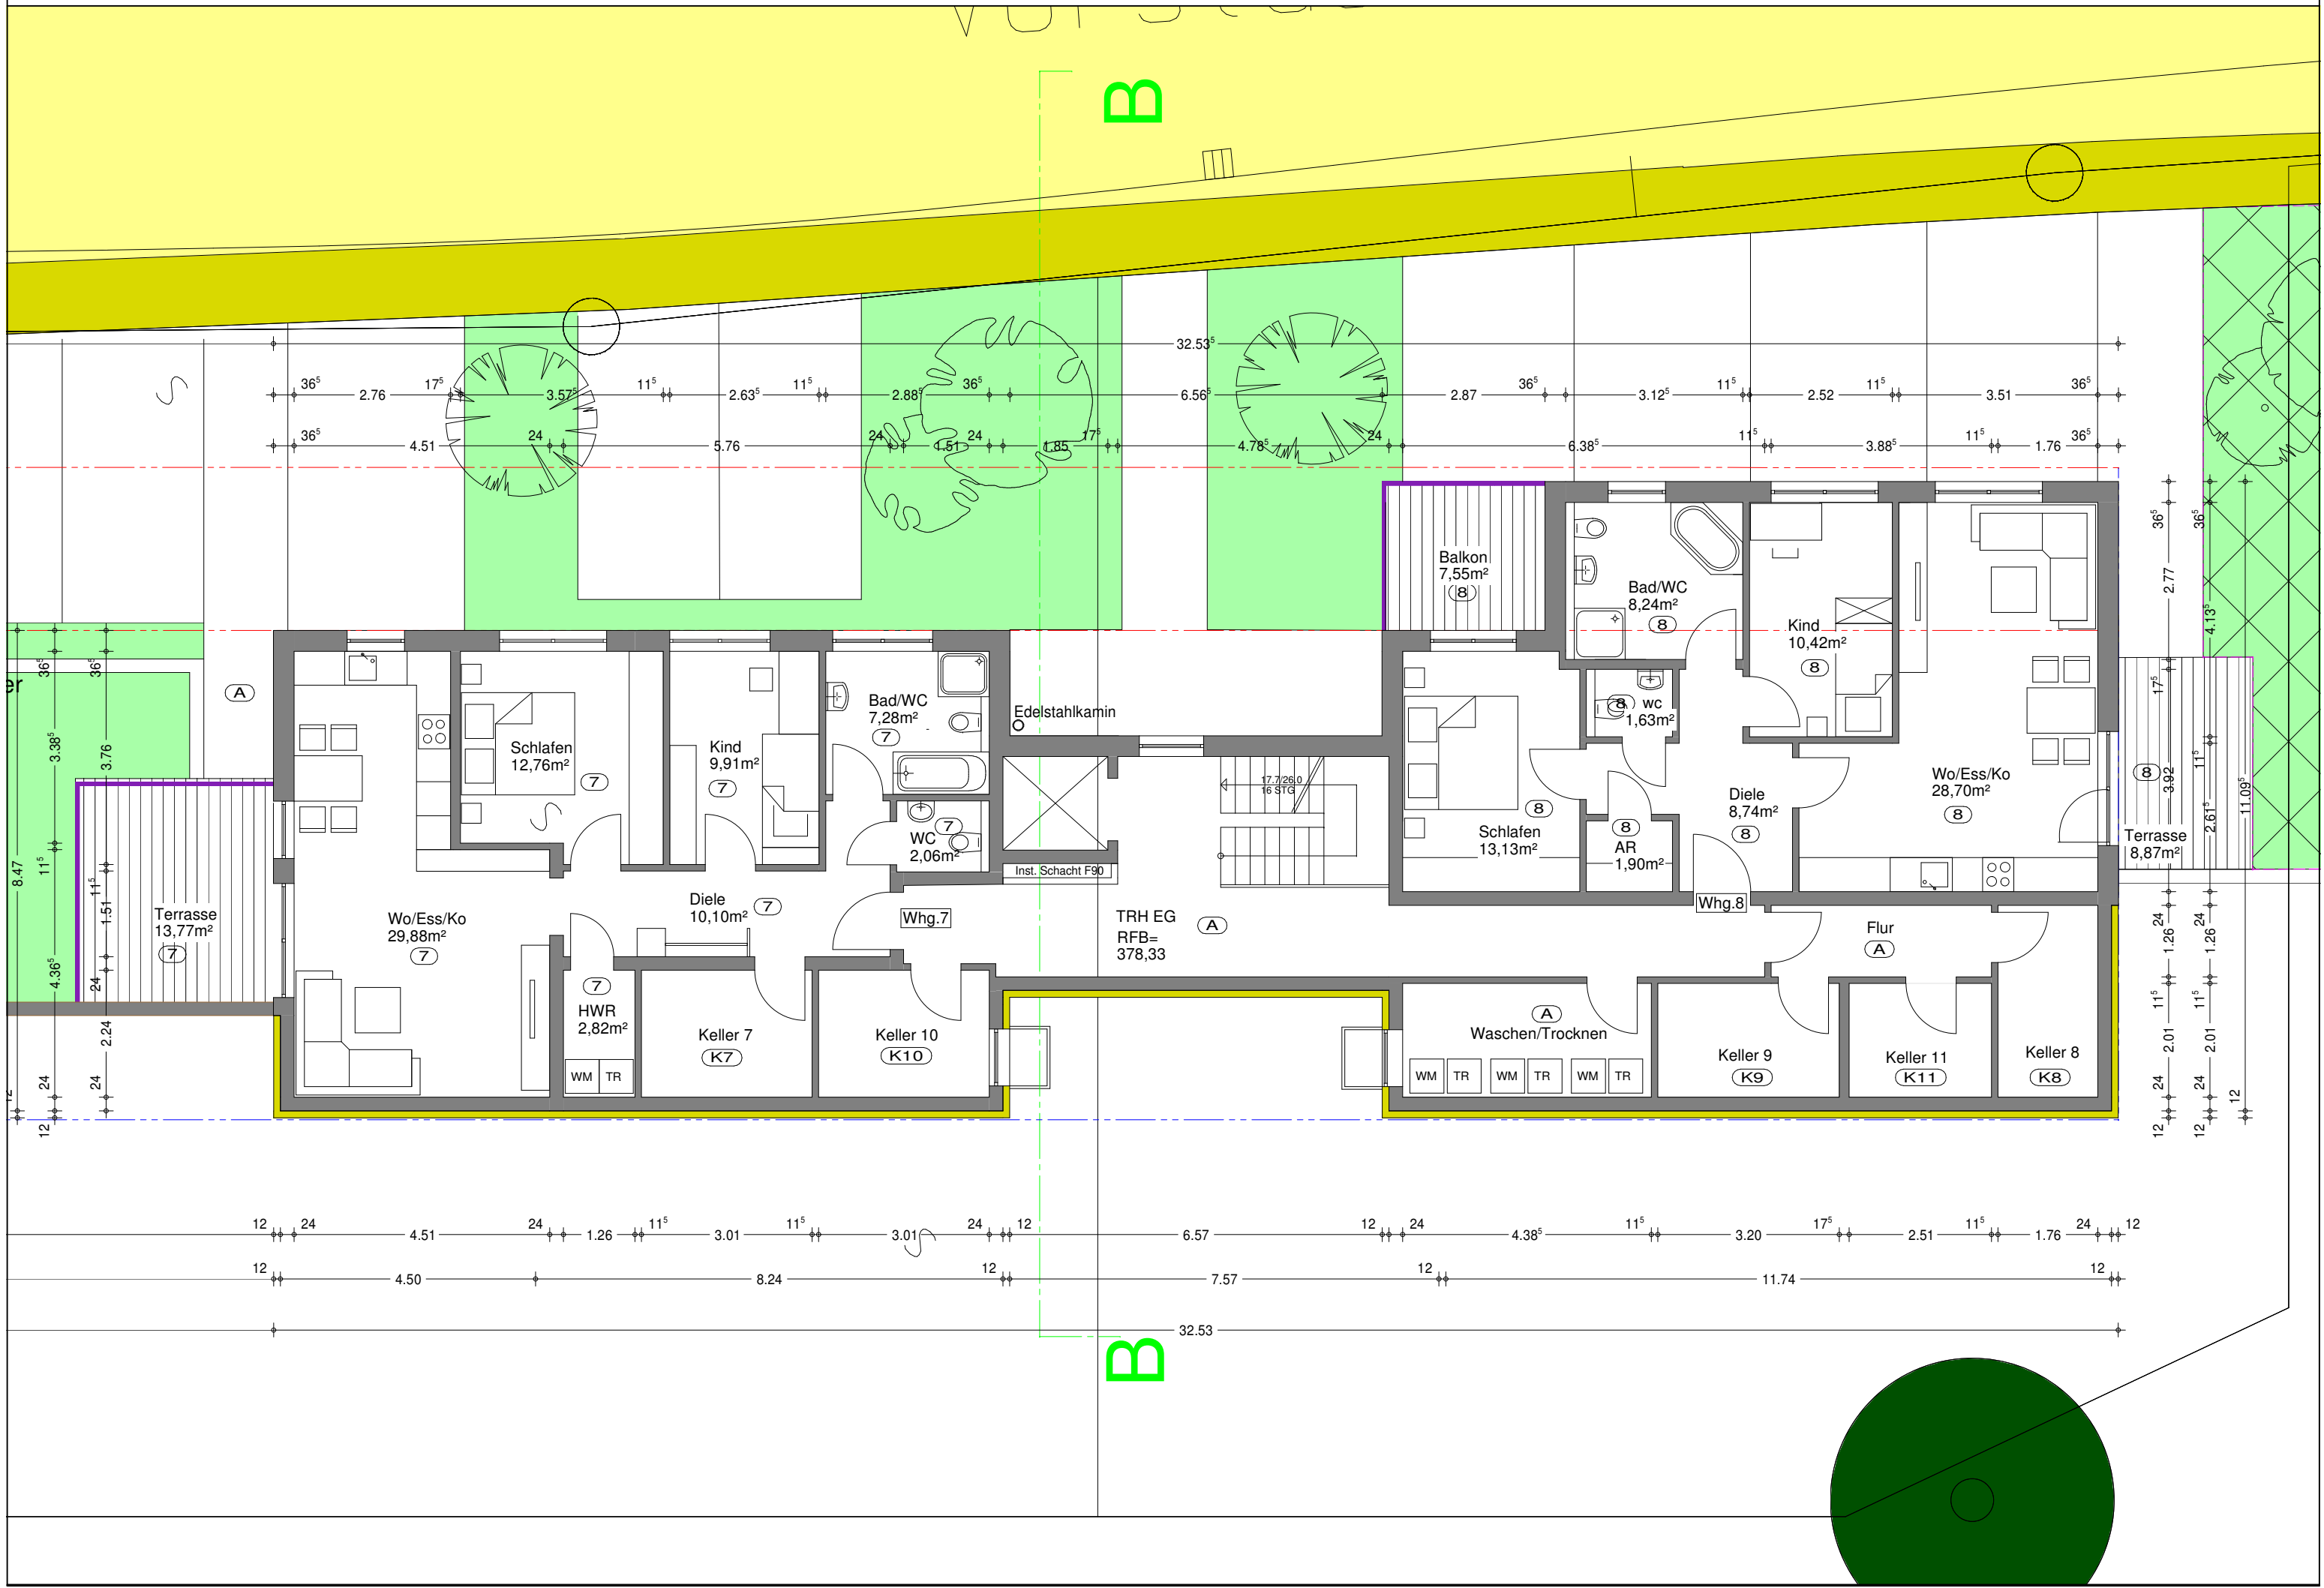 B
32.53⁵
36⁵ 2.76 17⁵ 3.57⁵ 11⁵ 2.63⁵ 11⁵ 2.88⁵ 36⁵ 6.56⁵ 2.87 36⁵ 3.12⁵ 11⁵ 2.52 11⁵ 3.51 36⁵
36⁵ 4.51 24 5.76 24 1.51 24 1.85 17⁵ 4.78⁵ 24 6.38⁵ 11⁵ 3.88⁵ 11⁵ 1.76 36⁵
er
A
8.47
36⁵ 3.38⁵ 11⁵ 4.36⁵ 24 12
36⁵ 3.76 11⁵ 1.51 24 2.24 24
12
Terrasse
13,77m²
7
Wo/Ess/Ko
29,88m²
7
Schlafen
12,76m²
7
Kind
9,91m²
7
Bad/WC
7,28m²
7
7
WC
2,06m²
Diele
10,10m²
7
Whg.7
7
HWR
2,82m²
WM TR
Keller 7
K7
Keller 10
K10
Edelstahlkamin
Inst. Schacht F90
17.7/26.0
16 STG
TRH EG
RFB=
378,33
A
Balkon
7,55m²
8
Bad/WC
8,24m²
8
Kind
10,42m²
8
8 wc
1,63m²
Schlafen
13,13m²
8
8
AR
1,90m²
Diele
8,74m²
8
Whg.8
Wo/Ess/Ko
28,70m²
8
8
Terrasse
8,87m²
Flur
A
A
Waschen/Trocknen
WM TR WM TR WM TR
Keller 9
K9
Keller 11
K11
Keller 8
K8
36⁵ 2.77 17⁵ 3.92 24 1.26 11⁵ 2.01 24 12
36⁵ 4.13⁵ 11⁵ 2.61⁵ 24 1.26 11⁵ 2.01 24 12
11.09⁵ 12
12 24 4.51 24 1.26 11⁵ 3.01 11⁵ 3.01 24 12 6.57 12 24 4.38⁵ 11⁵ 3.20 17⁵ 2.51 11⁵ 1.76 24 12
12 4.50 8.24 12 7.57 12 11.74 12
32.53
B